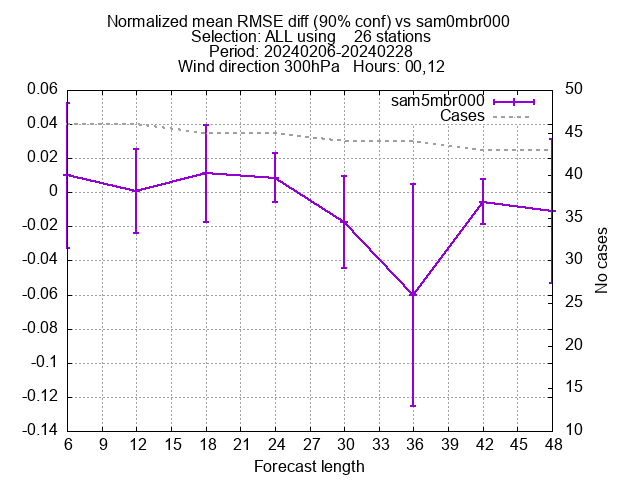 Normalized mean RMSE diff (90% conf) vs sam0mbr000
Selection: ALL using    26 stations
Period: 20240206-20240228
Wind direction 300hPa   Hours: 00,12
sam5mbr000
Cases
0.06
0.04
0.02
0
-0.02
-0.04
-0.06
-0.08
-0.1
-0.12
-0.14
50
45
40
35
30
25
20
15
10
No cases
6 12 15 18 21 24 27 30 33 36 39 42 45 48
Forecast length